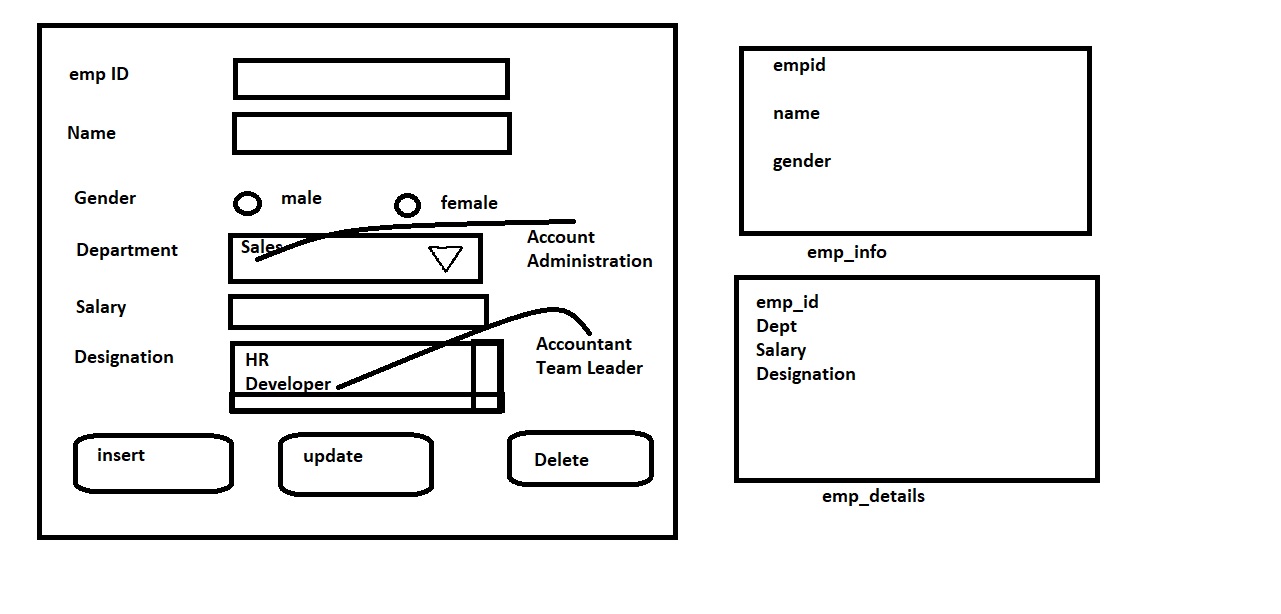 emp ID
Name
Gender
male
female
Department
Sales
Account
Administration
Salary
Designation
HR
Developer
Accountant
Team Leader
insert
update
Delete
empid
name
gender
emp_info
emp_id
Dept
Salary
Designation
emp_details